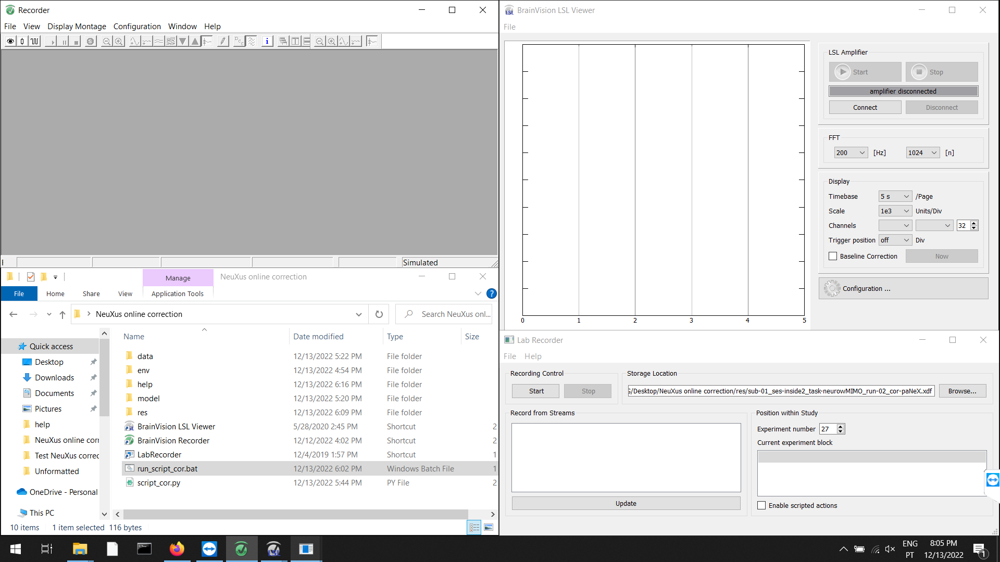 Recorder
File View Display Montage Configuration Window Help
Simulated
BrainVision LSL Viewer
File
0 1 2 3 4 5
LSL Amplifier
Start Stop
amplifier disconnected
Connect Disconnect
FFT
200 [Hz] 1024 [n]
Display
Timebase 5 s /Page
Scale 1e3 Units/Div
Channels 32
Trigger position off Div
Baseline Correction Now
Configuration ...
Manage NeuXus online correction
File Home Share View Application Tools
NeuXus online correction Search NeuXus onl...
Quick access
Desktop
Downloads
Documents
Pictures
help
NeuXus online corr
Test NeuXus correc
Unformatted
OneDrive - Personal
This PC
Name Date modified Type Size
data 12/13/2022 5:22 PM File folder
env 12/13/2022 4:54 PM File folder
help 12/13/2022 6:16 PM File folder
model 12/13/2022 5:20 PM File folder
res 12/13/2022 6:09 PM File folder
BrainVision LSL Viewer 5/28/2020 2:45 PM Shortcut 2
BrainVision Recorder 12/12/2022 4:02 PM Shortcut 2
LabRecorder 12/4/2019 1:57 PM Shortcut 1
run_script_cor.bat 12/13/2022 6:02 PM Windows Batch File 1
script_cor.py 12/13/2022 5:44 PM PY File 2
10 items 1 item selected 116 bytes
Lab Recorder
File Help
Recording Control
Start Stop
Storage Location
/Desktop/NeuXus online correction/res/sub-01_ses-inside2_task-neurowMIMO_run-02_cor-paNeX.xdf Browse...
Record from Streams
Update
Position within Study
Experiment number 27
Current experiment block
Enable scripted actions
ENG
PT
8:05 PM
12/13/2022
1